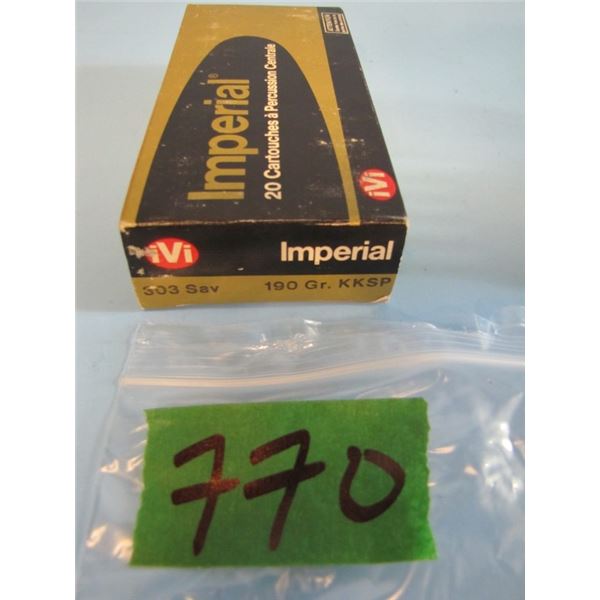 Imperial®
20 Cartouches à Percussion Centrale
iVi
iVi
Imperial
303 Sav
190 Gr. KKSP
770